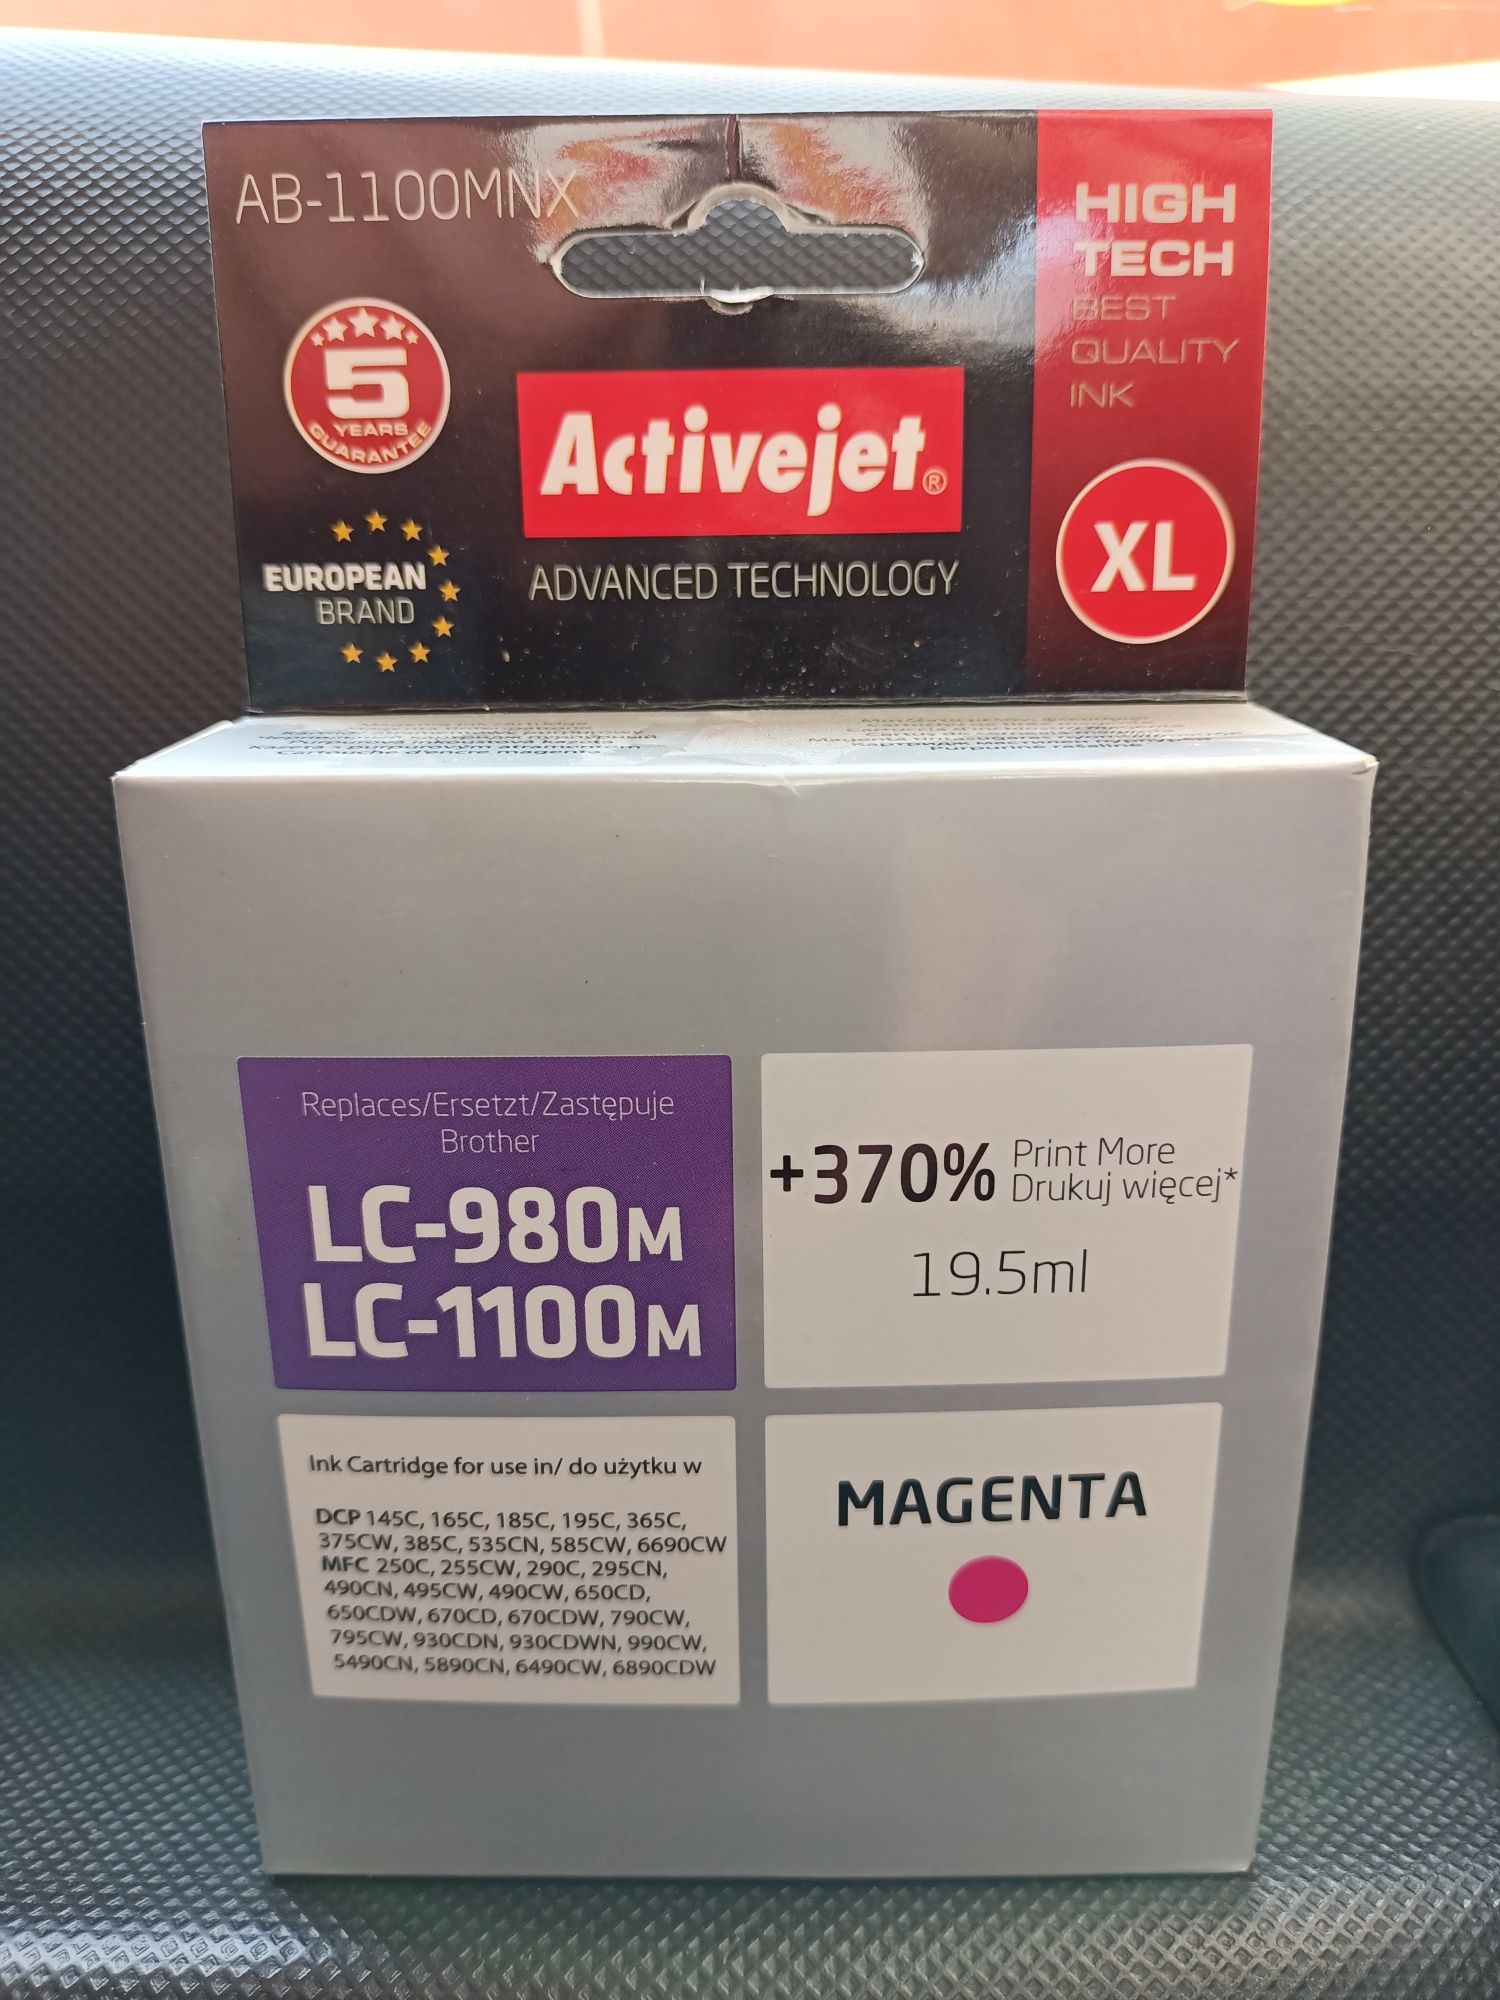 AB-1100MNX
HIGH
TECH
BEST
QUALITY
INK
5
YEARS
GUARANTEE
Activejet®
ADVANCED TECHNOLOGY
EUROPEAN
BRAND
XL
Replaces/Ersetzt/Zastępuje
Brother
LC-980M
LC-1100M
+370% Print More
Drukuj więcej*
19.5ml
Ink Cartridge for use in/ do użytku w
DCP 145C, 165C, 185C, 195C, 365C,
375CW, 385C, 535CN, 585CW, 6690CW
MFC 250C, 255CW, 290C, 295CN,
490CN, 495CW, 490CW, 650CD,
650CDW, 670CD, 670CDW, 790CW,
795CW, 930CDN, 930CDWN, 990CW,
5490CN, 5890CN, 6490CW, 6890CDW
MAGENTA